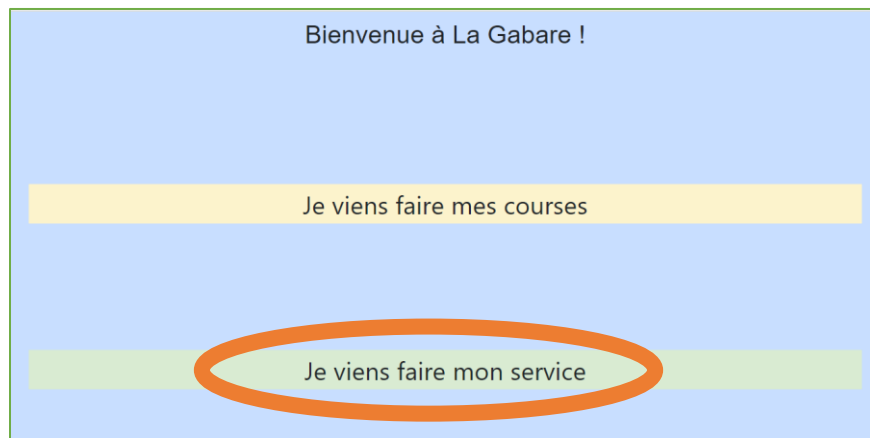 Bienvenue à La Gabare !
Je viens faire mes courses
Je viens faire mon service